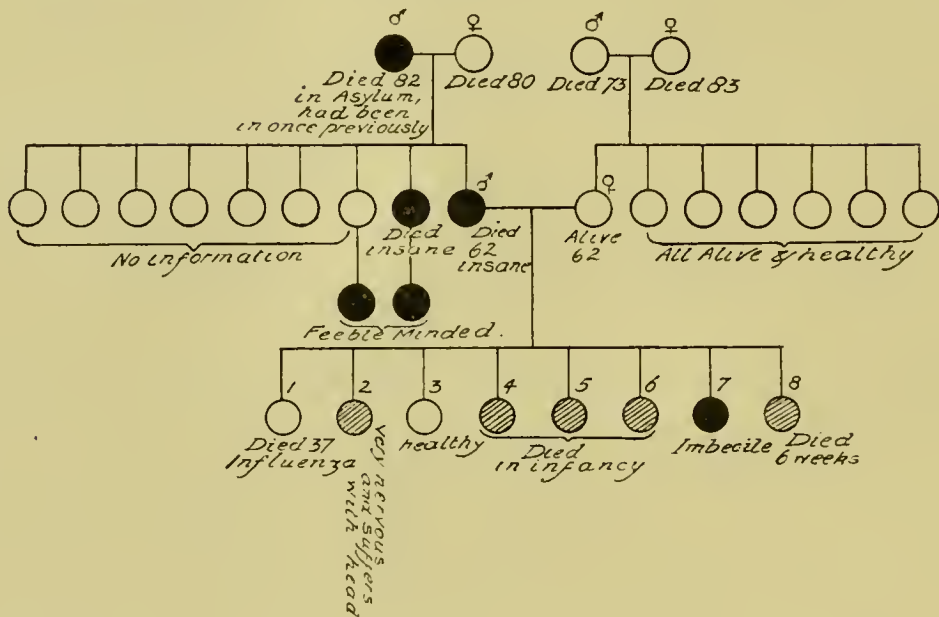 ♂ ♀
♂ ♀
Died 82
in Asylum,
had been
in once previously
Died 80
Died 73
Died 83
No information
Died
insane
♂
Died
62
insane
♀
Alive
62
All Alive & healthy
Feeble Minded.
1
Died 37
Influenza
2
very nervous
and suffers
with head
3
healthy
4 5 6
Died
in infancy
7
Imbecile
8
Died
6 weeks